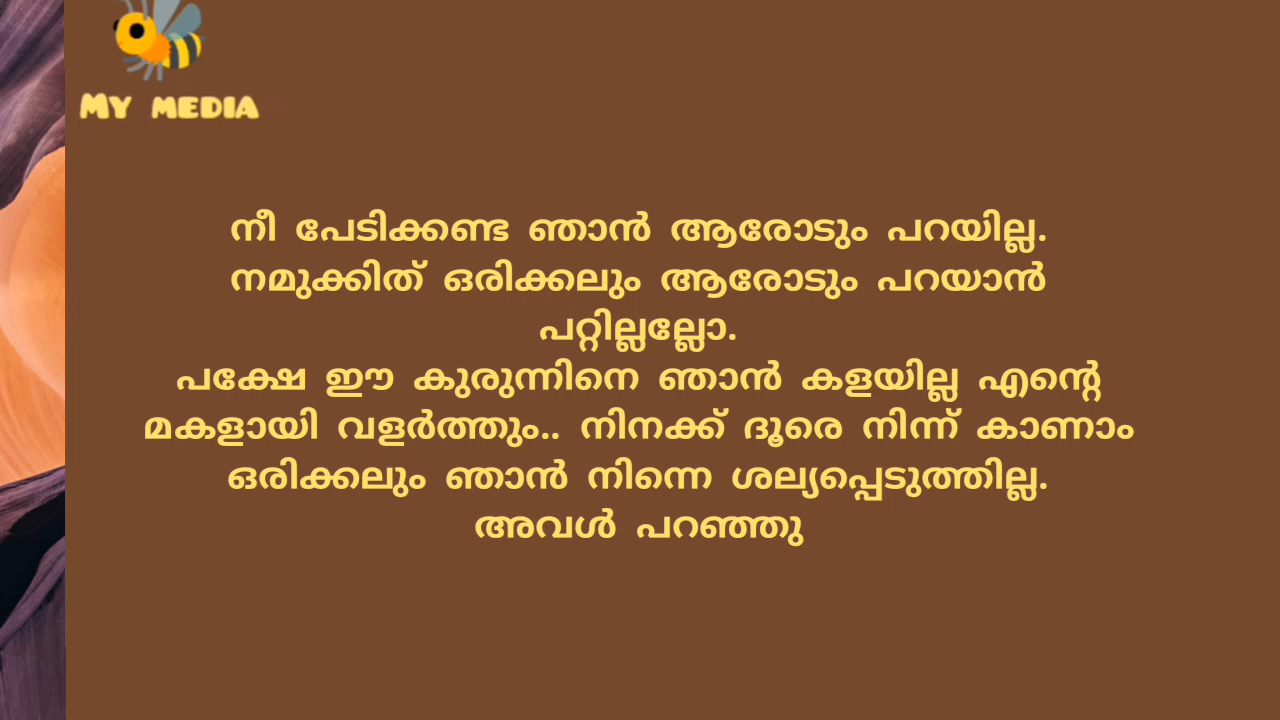 My media
നീ പേടിക്കണ്ട ഞാൻ ആരോടും പറയില്ല.
നമുക്കിത് ഒരിക്കലും ആരോടും പറയാൻ
പറ്റില്ലല്ലോ.
പക്ഷേ ഈ കുരുന്നിനെ ഞാൻ കളയില്ല എന്റെ
മകളായി വളർത്തും.. നിനക്ക് ദൂരെ നിന്ന് കാണാം
ഒരിക്കലും ഞാൻ നിന്നെ ശല്യപ്പെടുത്തില്ല.
അവൾ പറഞ്ഞു